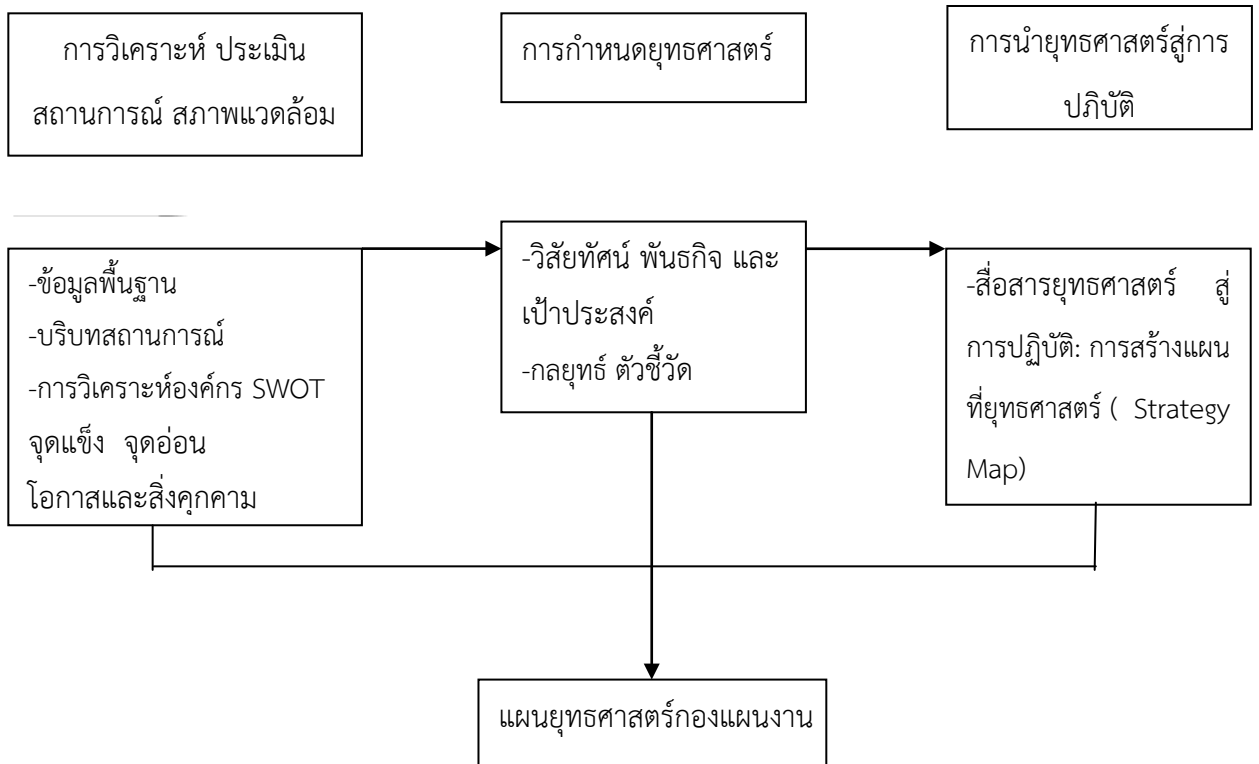 การวิเคราะห์ ประเมิน
สถานการณ์ สภาพแวดล้อม
การกำหนดยุทธศาสตร์
การนำยุทธศาสตร์สู่การ
ปฏิบัติ
-ข้อมูลพื้นฐาน
-บริบทสถานการณ์
-การวิเคราะห์องค์กร SWOT
จุดแข็ง จุดอ่อน
โอกาสและสิ่งคุกคาม
-วิสัยทัศน์ พันธกิจ และ
เป้าประสงค์
-กลยุทธ์ ตัวชี้วัด
-สื่อสารยุทธศาสตร์ สู่
การปฏิบัติ: การสร้างแผน
ที่ยุทธศาสตร์ ( Strategy
Map)
แผนยุทธศาสตร์กองแผนงาน